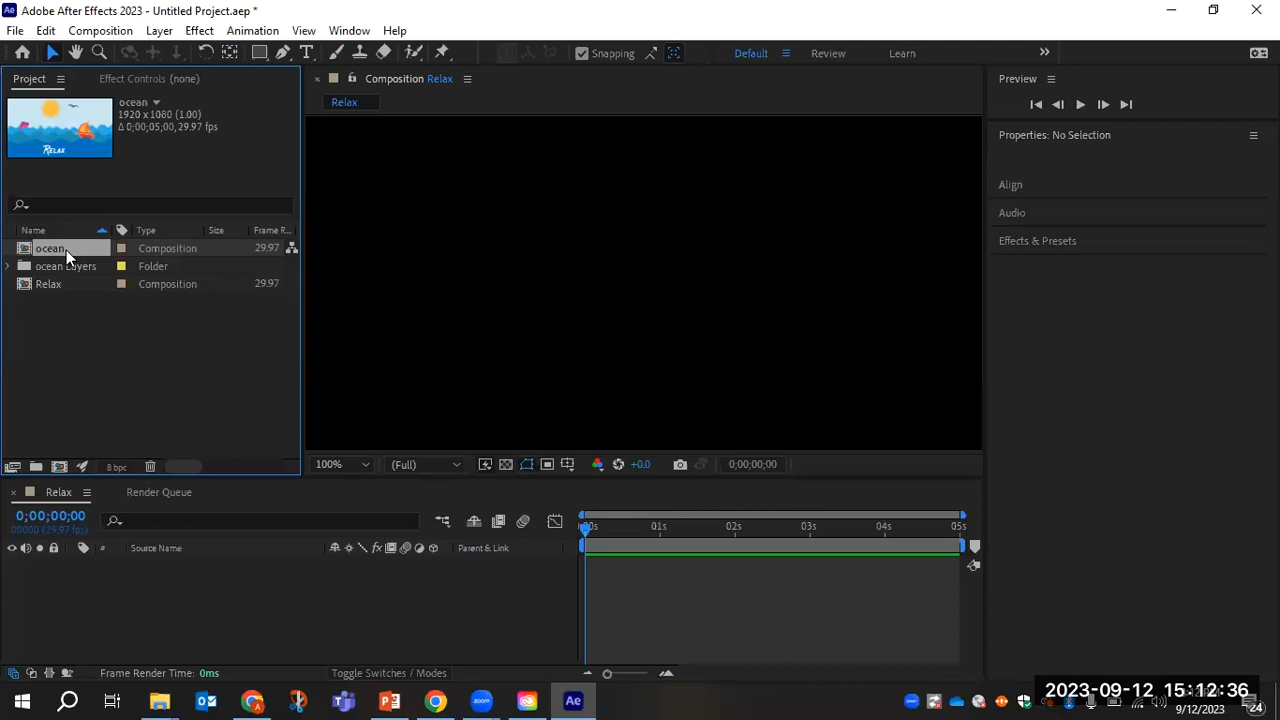 Adobe After Effects 2023 - Untitled Project.aep *
File Edit Composition Layer Effect Animation View Window Help
Snapping
Default
Review
Learn
Project
Effect Controls (none)
ocean
1920 x 1080 (1.00)
Δ 0;00;05;00, 29.97 fps
RELAX
Name
Type
Size
Frame R...
ocean
Composition
29.97
ocean Layers
Folder
Relax
Composition
29.97
8 bpc
Composition Relax
Relax
100%
(Full)
+0.0
0;00;00;00
Preview
Properties: No Selection
Align
Audio
Effects & Presets
Relax
Render Queue
0;00;00;00
00000 (29.97 fps)
#
Source Name
Parent & Link
00s
01s
02s
03s
04s
05s
Frame Render Time: 0ms
Toggle Switches / Modes
2023-09-12 15:12:36
9/12/2023
24